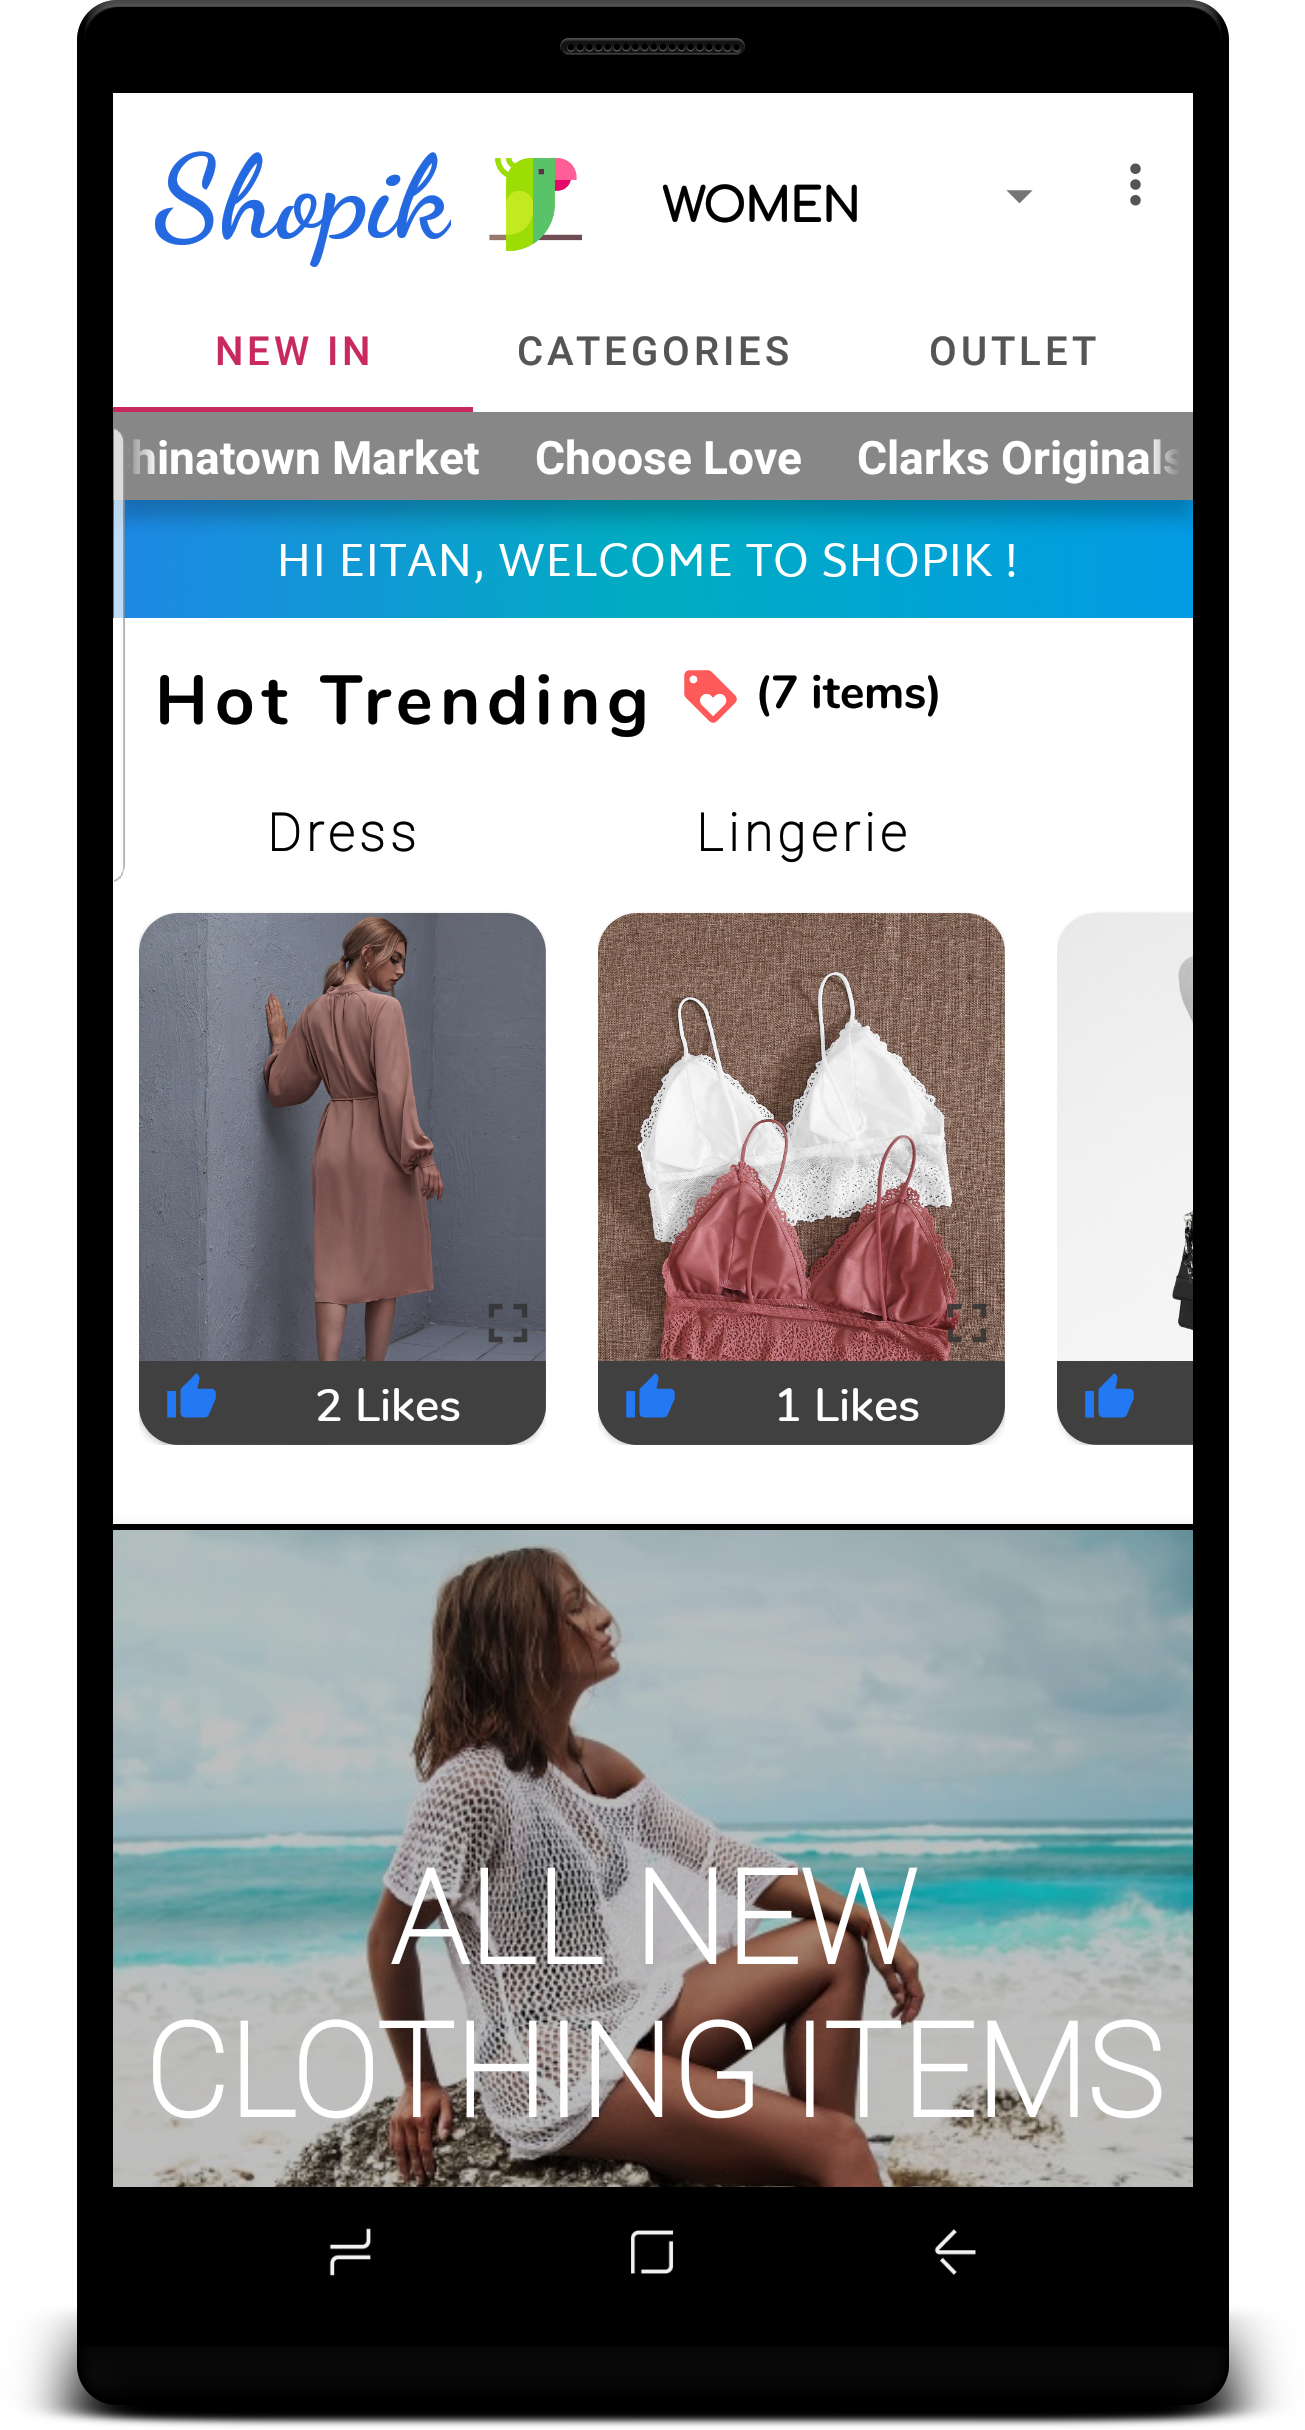 Shopik WOMEN
NEW IN CATEGORIES OUTLET
hinatown Market Choose Love Clarks Originals
HI EITAN, WELCOME TO SHOPIK !
Hot Trending (7 items)
Dress Lingerie
2 Likes 1 Likes
ALL NEW
CLOTHING ITEMS